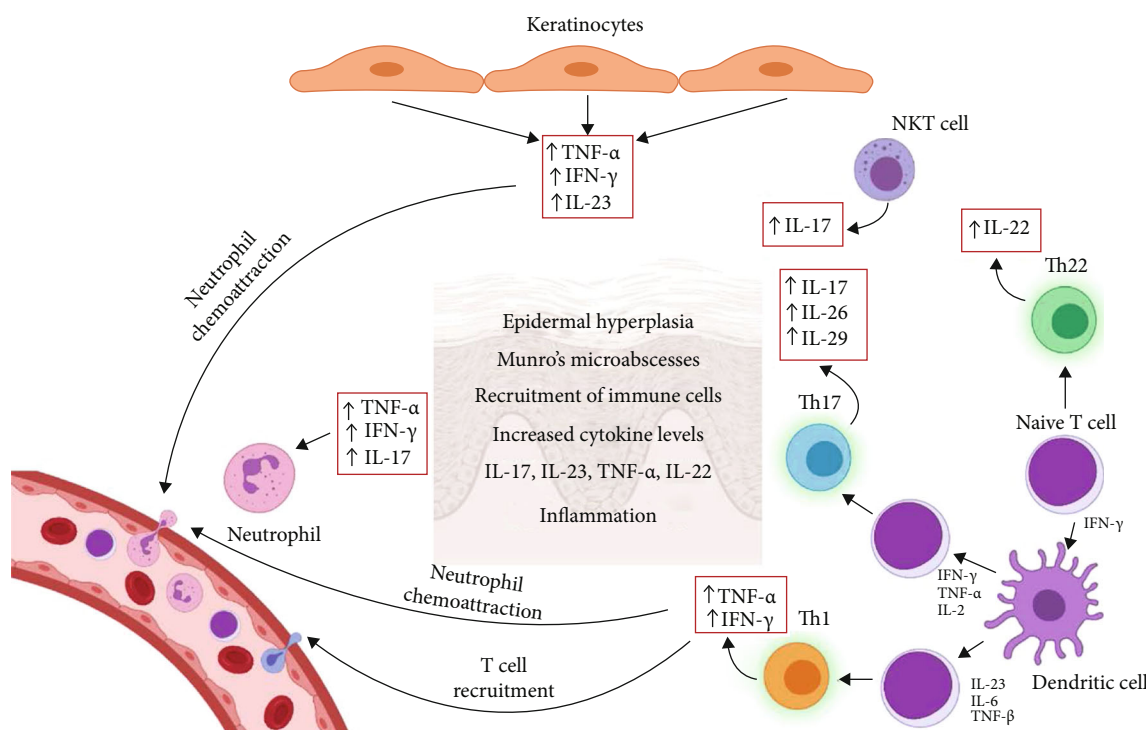 Keratinocytes
↑ TNF-α
↑ IFN-γ
↑ IL-23
NKT cell
↑ IL-17
↑ IL-22
Th22
Neutrophil
chemoattraction
↑ IL-17
↑ IL-26
↑ IL-29
Th17
Naive T cell
IFN-γ
Epidermal hyperplasia
Munro's microabscesses
Recruitment of immune cells
Increased cytokine levels
IL-17, IL-23, TNF-α, IL-22
Inflammation
↑ TNF-α
↑ IFN-γ
↑ IL-17
Neutrophil
Neutrophil
chemoattraction
T cell
recruitment
↑ TNF-α
↑ IFN-γ
Th1
IFN-γ
TNF-α
IL-2
Dendritic cell
IL-23
IL-6
TNF-β